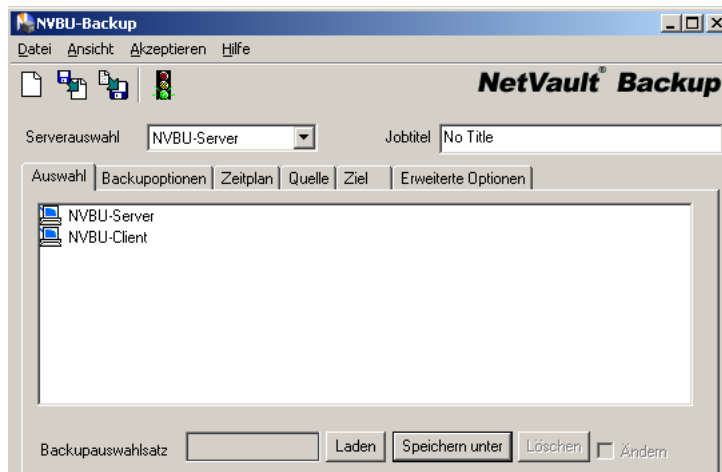 NVBU-Backup
Datei Ansicht Akzeptieren Hilfe
NetVault® Backup
Serverauswahl NVBU-Server Jobtitel No Title
Auswahl Backupoptionen Zeitplan Quelle Ziel Erweiterte Optionen
NVBU-Server
NVBU-Client
Backupauswahlsatz Laden Speichern unter Löschen Ändern